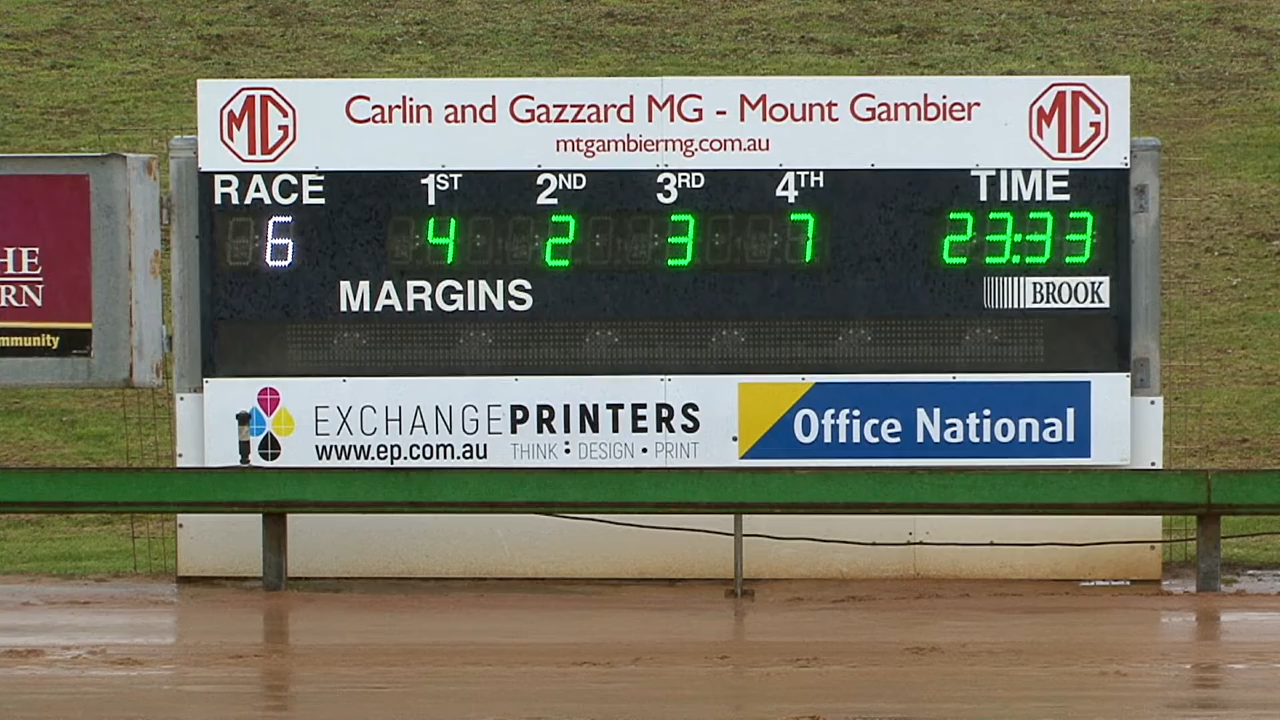 MG Carlin and Gazzard MG - Mount Gambier MG
mtgambiermg.com.au
RACE 1ST 2ND 3RD 4TH TIME
6 4 2 3 7 23:33
MARGINS
BROOK
HE
RN
mmunity
EXCHANGEPRINTERS
www.ep.com.au THINK : DESIGN • PRINT
Office National